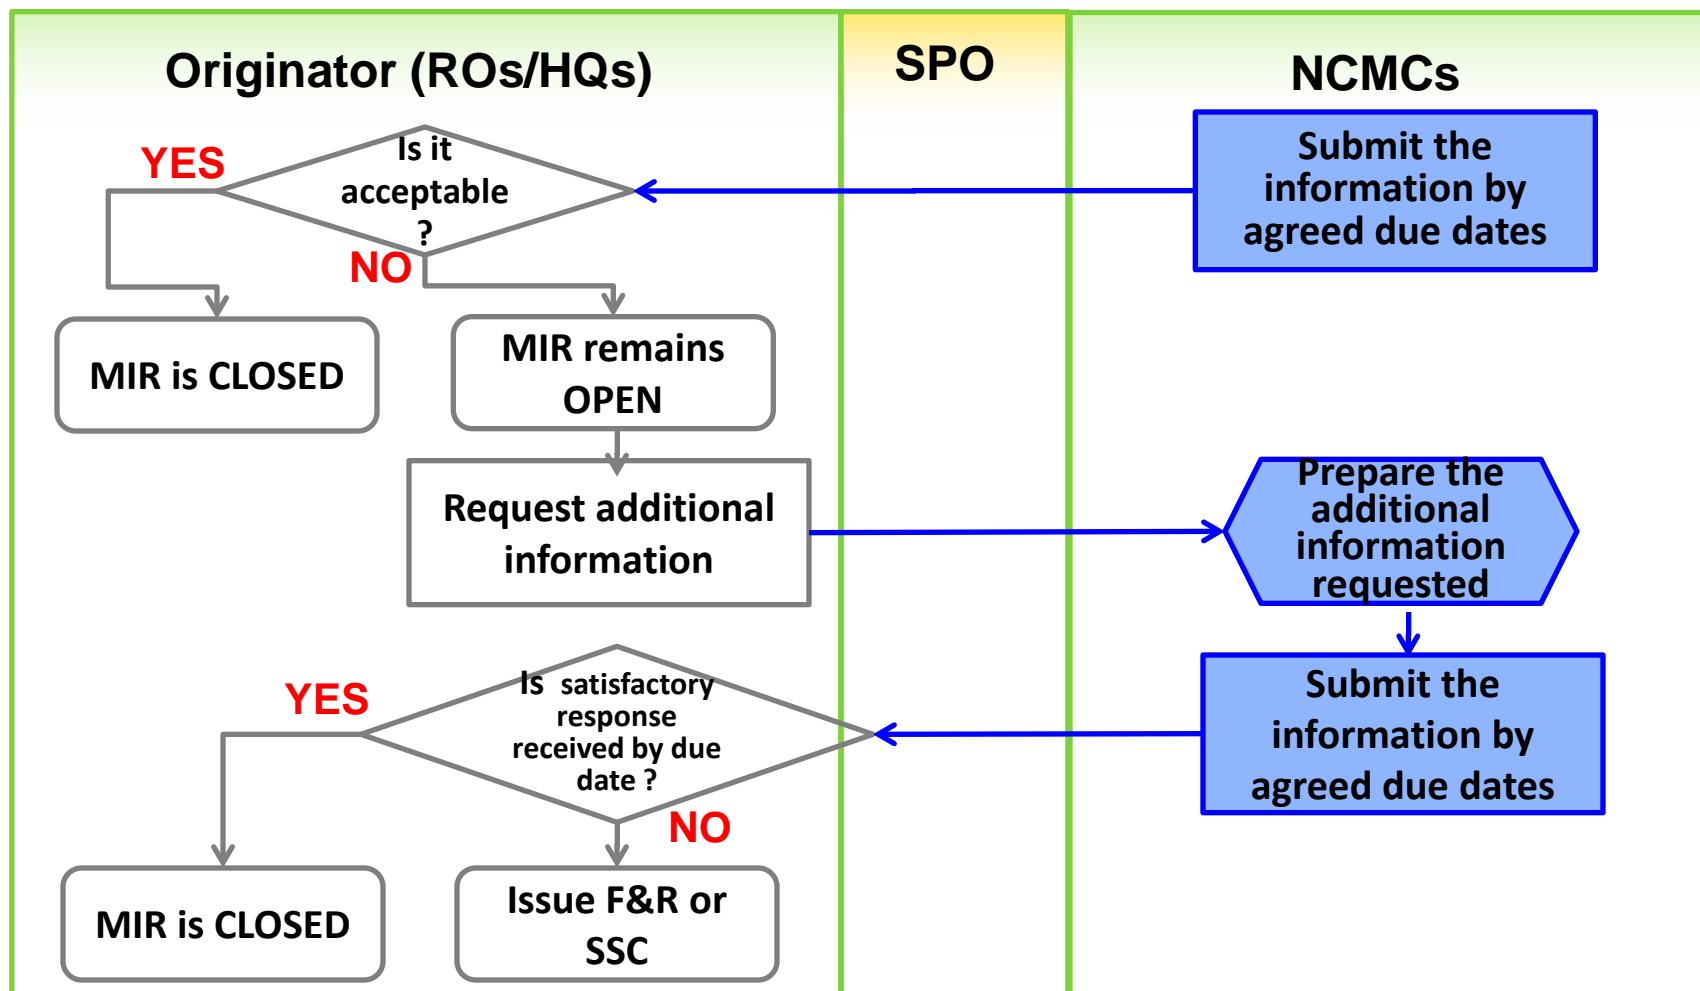 Originator (ROs/HQs)
SPO
NCMCs
Is it
acceptable
?
YES
NO
Submit the
information by
agreed due dates
MIR is CLOSED
MIR remains
OPEN
Request additional
information
Prepare the
additional
information
requested
Is satisfactory
response
received by due
date ?
YES
NO
Submit the
information by
agreed due dates
MIR is CLOSED
Issue F&R or
SSC